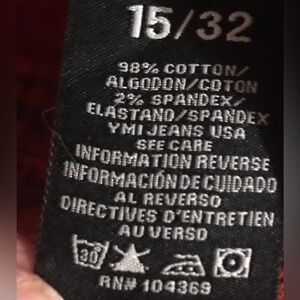 15/32
98% COTTON/
ALGODON/COTON
2% SPANDEX/
ELASTANO/SPANDEX
YMI JEANS USA
SEE CARE
INFORMATION REVERSE
INFORMACIÓN DE CUIDADO
AL REVERSO
DIRECTIVES D'ENTRETIEN
AU VERSO
30
RN# 104369